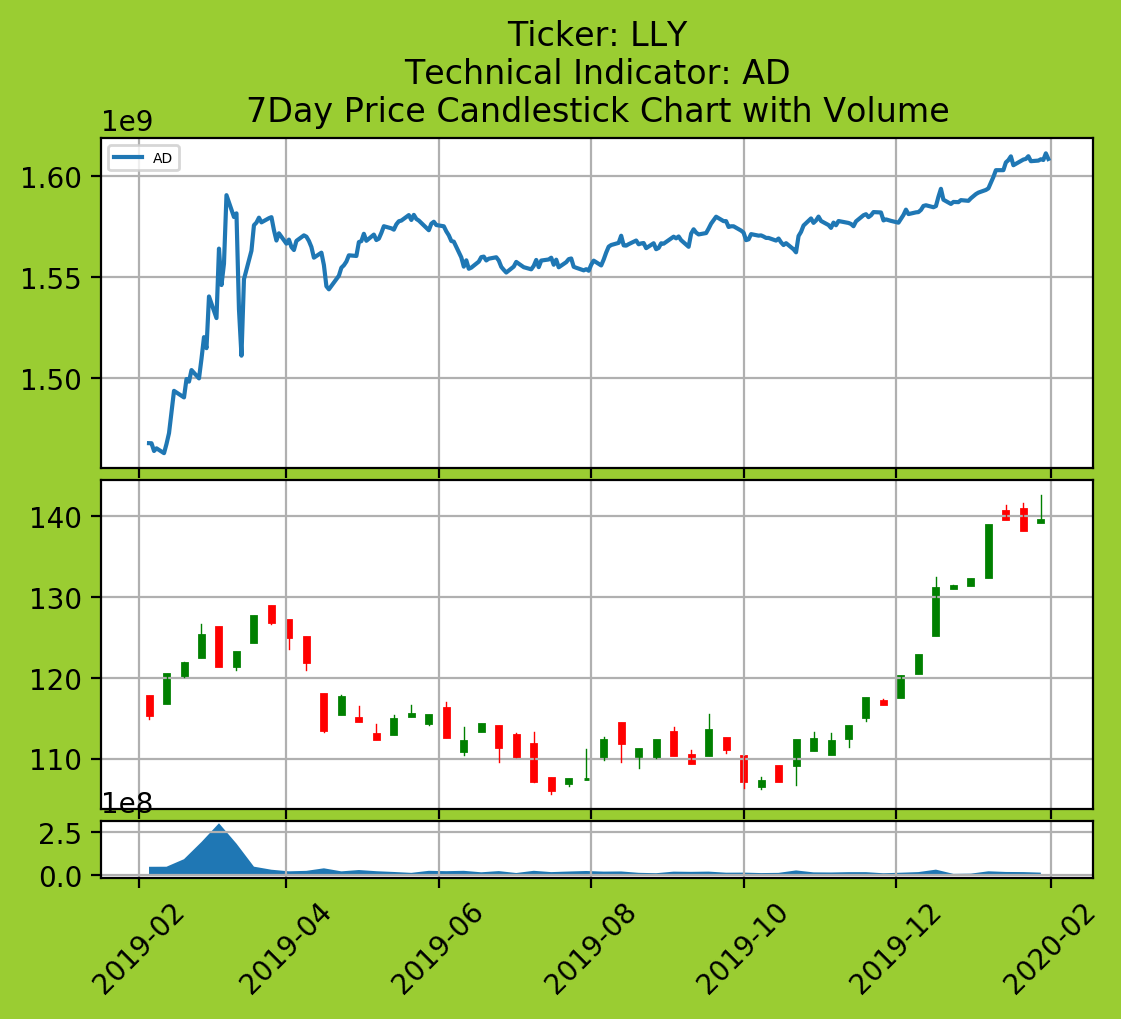 Ticker: LLY
Technical Indicator: AD
7Day Price Candlestick Chart with Volume
1e9
AD
1.60
1.55
1.50
140
130
120
110
1e8
2.5
0.0
2019-02
2019-04
2019-06
2019-08
2019-10
2019-12
2020-02